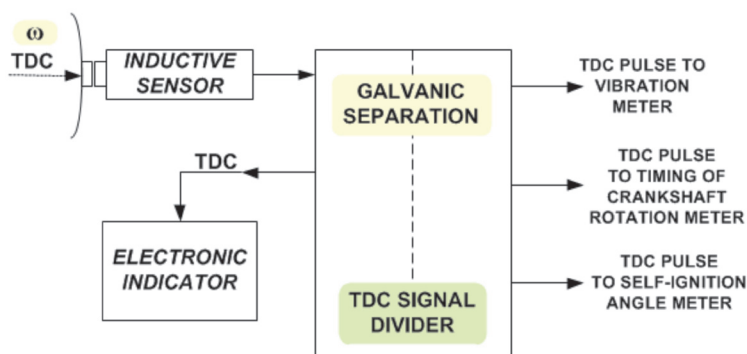 ω
TDC
INDUCTIVE
SENSOR
GALVANIC
SEPARATION
TDC PULSE TO
VIBRATION
METER
TDC
TDC PULSE
TO TIMING OF
CRANKSHAFT
ROTATION METER
ELECTRONIC
INDICATOR
TDC SIGNAL
DIVIDER
TDC PULSE
TO SELF-IGNITION
ANGLE METER